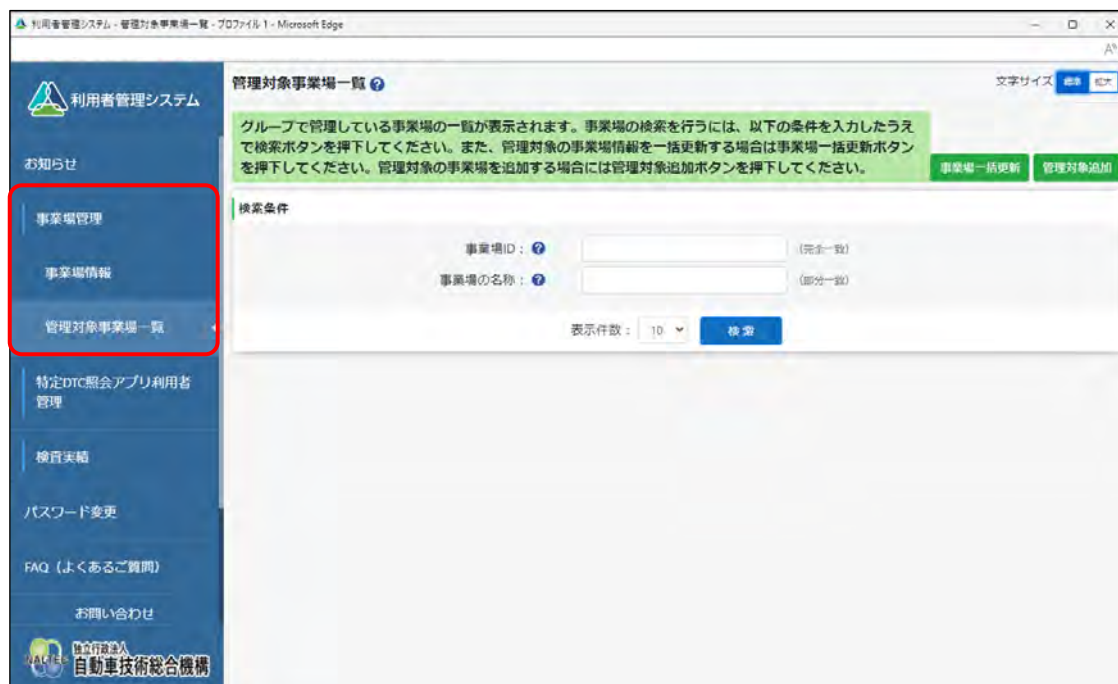 利用者管理システム - 管理対象事業場一覧 - プロファイル 1 - Microsoft Edge
利用者管理システム
お知らせ
事業場管理
事業場情報
管理対象事業場一覧
特定DTC照会アプリ利用者
管理
検査実績
パスワード変更
FAQ（よくあるご質問）
お問い合わせ
独立行政法人
自動車技術総合機構
管理対象事業場一覧
文字サイズ 標準 拡大
グループで管理している事業場の一覧が表示されます。事業場の検索を行うには、以下の条件を入力したうえ
で検索ボタンを押下してください。また、管理対象の事業場情報を一括更新する場合は事業場一括更新ボタン
を押下してください。管理対象の事業場を追加する場合には管理対象追加ボタンを押下してください。
事業場一括更新 管理対象追加
検索条件
事業場ID： (完全一致)
事業場の名称： (部分一致)
表示件数： 10 検索